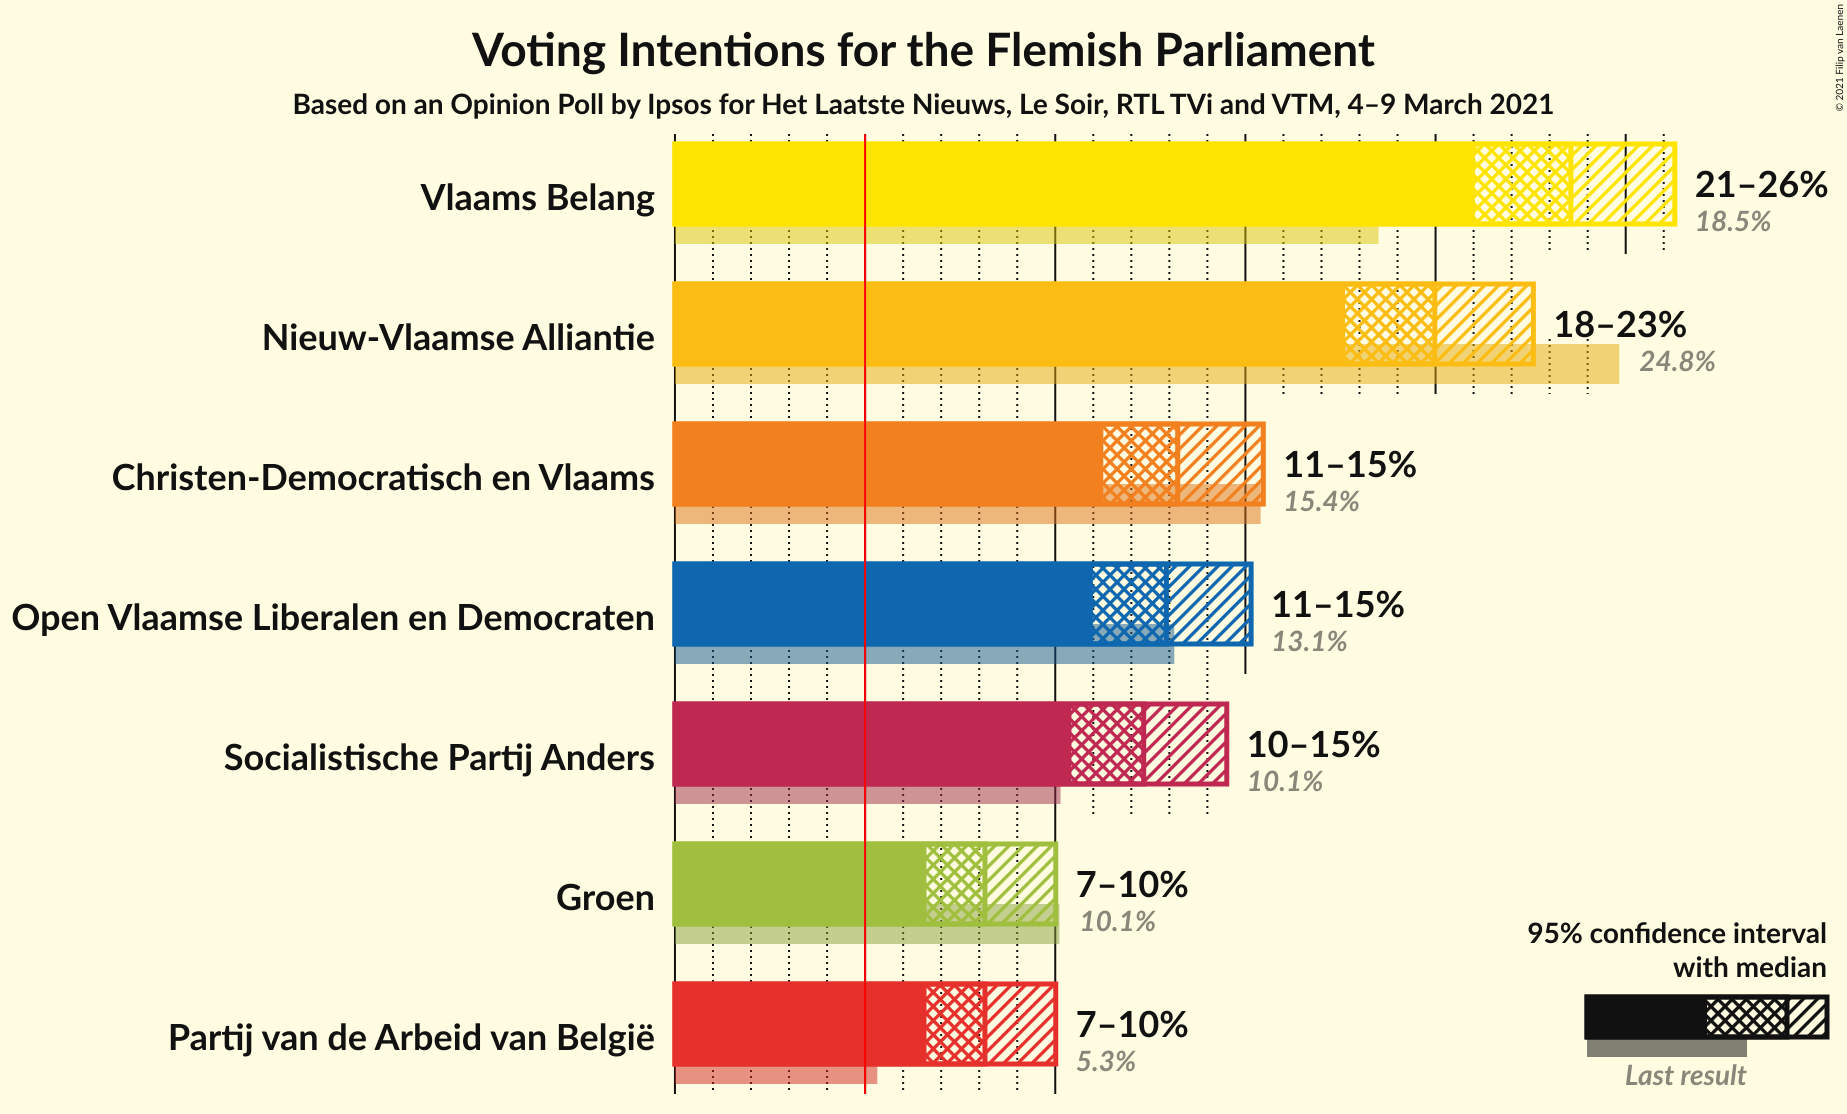 Voting Intentions for the Flemish Parliament
Based on an Opinion Poll by Ipsos for Het Laatste Nieuws, Le Soir, RTL TVi and VTM, 4–9 March 2021
© 2021 Filip van Laenen
Vlaams Belang
21–26%
18.5%
Nieuw-Vlaamse Alliantie
18–23%
24.8%
Christen-Democratisch en Vlaams
11–15%
15.4%
Open Vlaamse Liberalen en Democraten
11–15%
13.1%
Socialistische Partij Anders
10–15%
10.1%
Groen
7–10%
10.1%
Partij van de Arbeid van België
7–10%
5.3%
95% confidence interval
with median
Last result